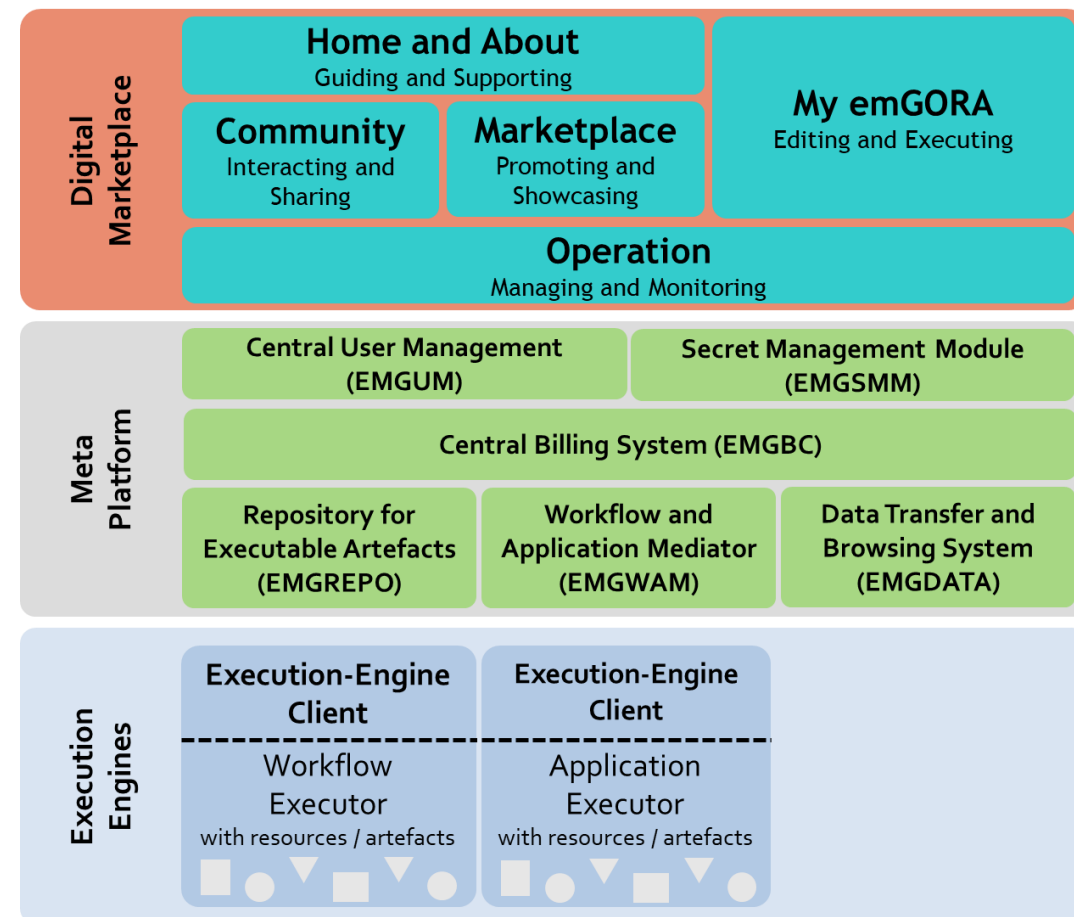 Digital
Marketplace
Home and About
Guiding and Supporting
Community
Interacting and
Sharing
Marketplace
Promoting and
Showcasing
My emGORA
Editing and Executing
Operation
Managing and Monitoring
Meta
Platform
Central User Management
(EMGUM)
Secret Management Module
(EMGSMM)
Central Billing System (EMGBC)
Repository for
Executable Artefacts
(EMGREPO)
Workflow and
Application Mediator
(EMGWAM)
Data Transfer and
Browsing System
(EMGDATA)
Execution
Engines
Execution-Engine
Client
Workflow
Executor
with resources / artefacts
Execution-Engine
Client
Application
Executor
with resources / artefacts